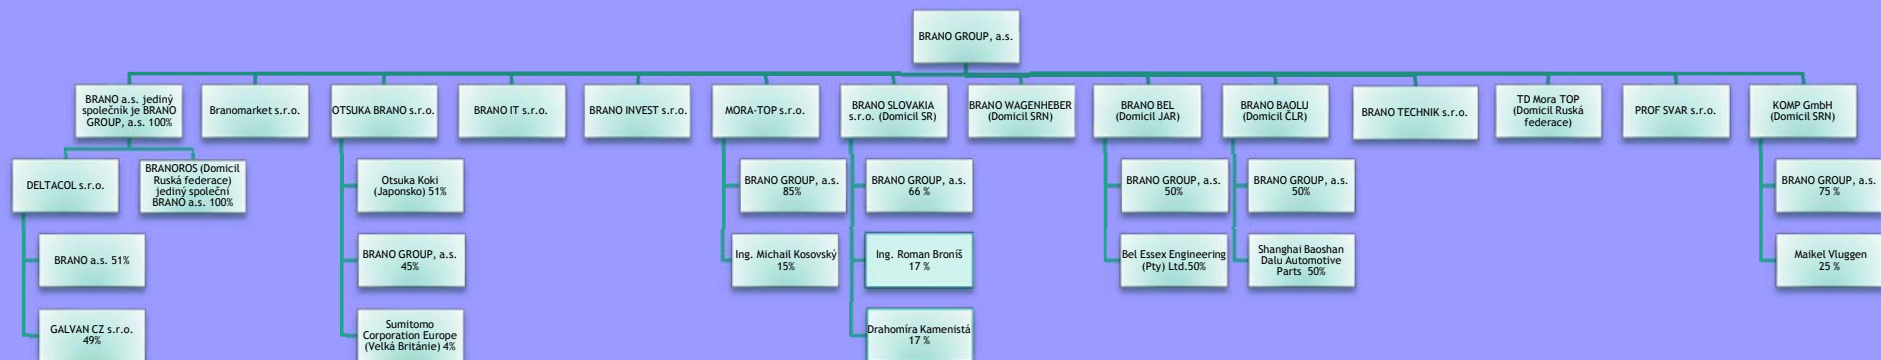 BRANO GROUP, a.s.
BRANO a.s. jediný
společník je BRANO
GROUP, a.s. 100%
Branomarket s.r.o.
OTSUKA BRANO s.r.o.
BRANO IT s.r.o.
BRANO INVEST s.r.o.
MORA-TOP s.r.o.
BRANO SLOVAKIA
s.r.o. (Domicil SR)
BRANO WAGENHEBER
(Domicil SRN)
BRANO BEL
(Domicil JAR)
BRANO BAOLU
(Domicil ČLR)
BRANO TECHNIK s.r.o.
TD Mora TOP
(Domicil Ruská
federace)
PROF SVAR s.r.o.
KOMP GmbH
(Domicil SRN)
DELTACOL s.r.o.
BRANOROS (Domicil
Ruská federace)
jediný společní
BRANO a.s. 100%
Otsuka Koki
(Japonsko) 51%
BRANO GROUP, a.s.
85%
BRANO GROUP, a.s.
66 %
BRANO GROUP, a.s.
50%
BRANO GROUP, a.s.
50%
BRANO GROUP, a.s.
75 %
BRANO a.s. 51%
BRANO GROUP, a.s.
45%
Ing. Michail Kosovský
15%
Ing. Roman Broniš
17 %
Bel Essex Engineering
(Pty) Ltd.50%
Shanghai Baoshan
Dalu Automotive
Parts 50%
Maikel Vluggen
25 %
GALVAN CZ s.r.o.
49%
Sumitomo
Corporation Europe
(Velká Británie) 4%
Drahomíra Kamenistá
17 %